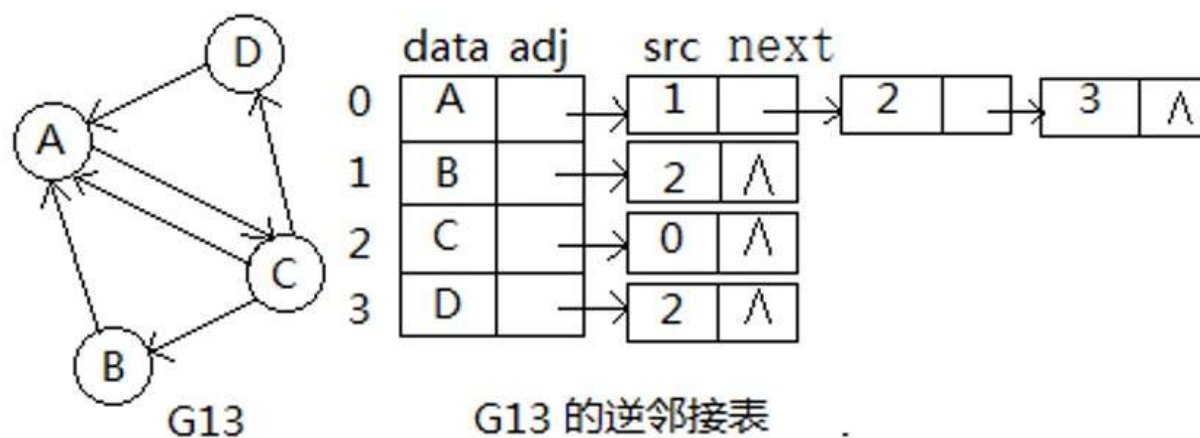 D
A
C
B
G13
data adj src next
0 A 1 2 3 ∧
1 B 2 ∧
2 C 0 ∧
3 D 2 ∧
G13 的逆邻接表 .